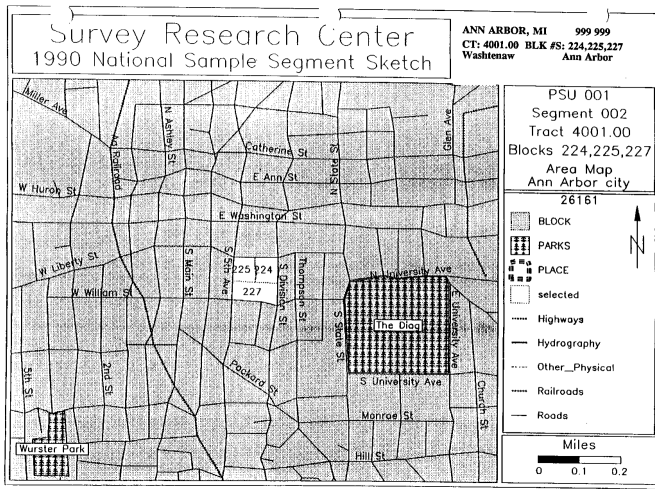 Survey Research Center
1990 National Sample Segment Sketch
ANN ARBOR, MI 999 999
CT: 4001.00 BLK #S: 224,225,227
Washtenaw Ann Arbor
PSU 001
Segment 002
Tract 4001.00
Blocks 224,225,227
Area Map
Ann Arbor city
26161
BLOCK
PARKS
PLACE
selected
Highways
Hydrography
Other_Physical
Railroads
Roads
N
Miles
0 0.1 0.2
Miller Ave
Aa Railroad
N Ashley St
Catherine St
N State St
Glen Ave
E Ann St
W Huron St
E Washington St
W Liberty St
S Main St
S 5th Ave
225 224
227
S Division St
Thompson St
N University Ave
W William St
The Diag
S State St
E University Ave
Packard St
S University Ave
5th St
2nd St
Church St
Monroe St
Wurster Park
Hill St